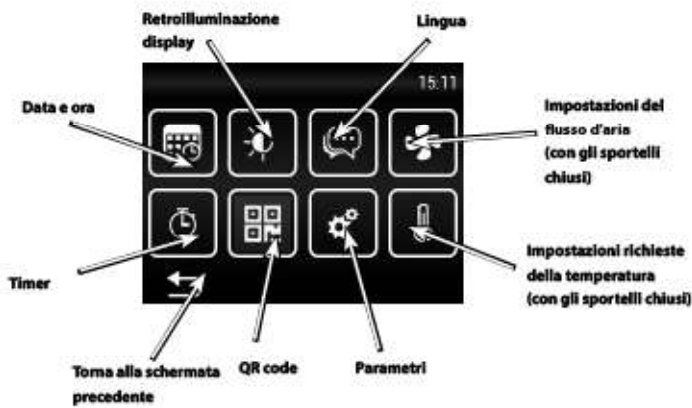 Retroilluminazione
display
Lingua
15:11
Data e ora
Impostazioni del
flusso d'aria
(con gli sportelli
chiusi)
Timer
Impostazioni richieste
della temperatura
(con gli sportelli chiusi)
Torna alla schermata
precedente
QR code
Parametri